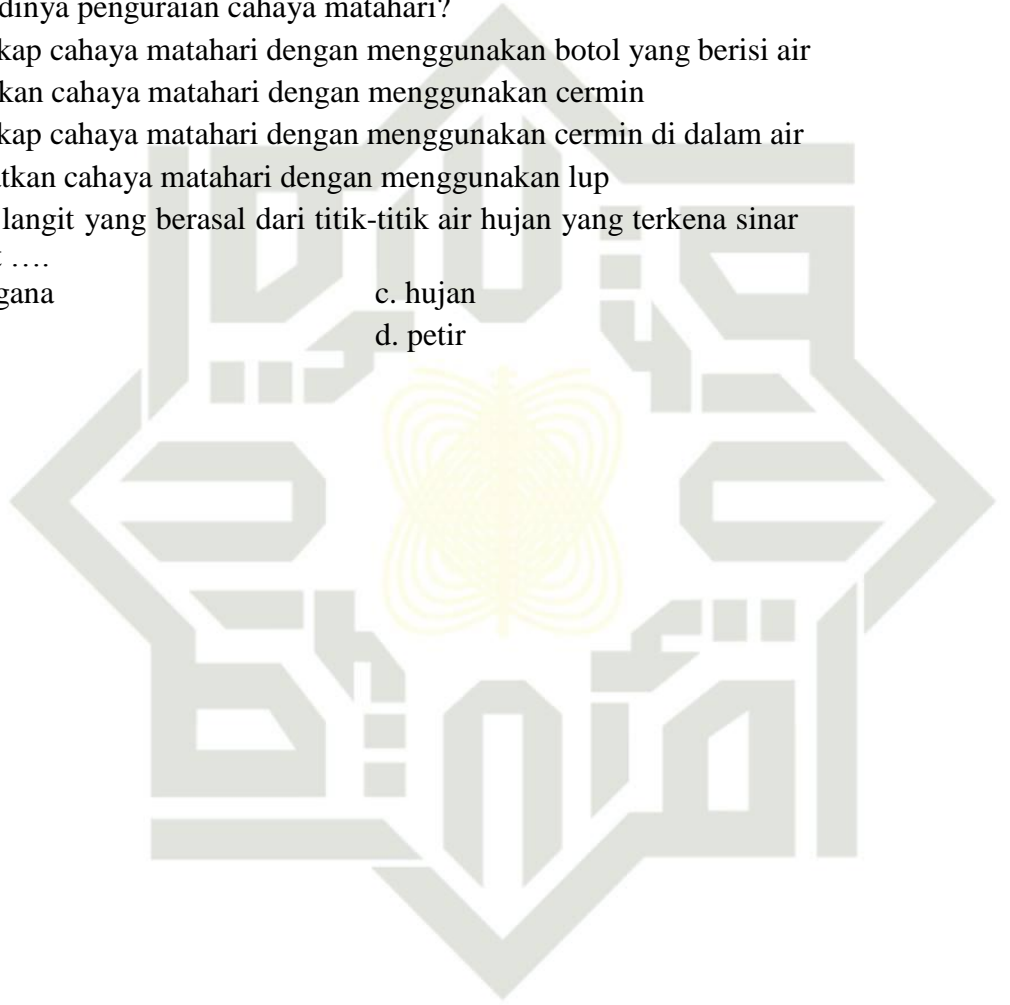 dinya penguraian cahaya matahari?
kap cahaya matahari dengan menggunakan botol yang berisi air
kan cahaya matahari dengan menggunakan cermin
kap cahaya matahari dengan menggunakan cermin di dalam air
tkan cahaya matahari dengan menggunakan lup
langit yang berasal dari titik-titik air hujan yang terkena sinar
….
gana c. hujan
d. petir